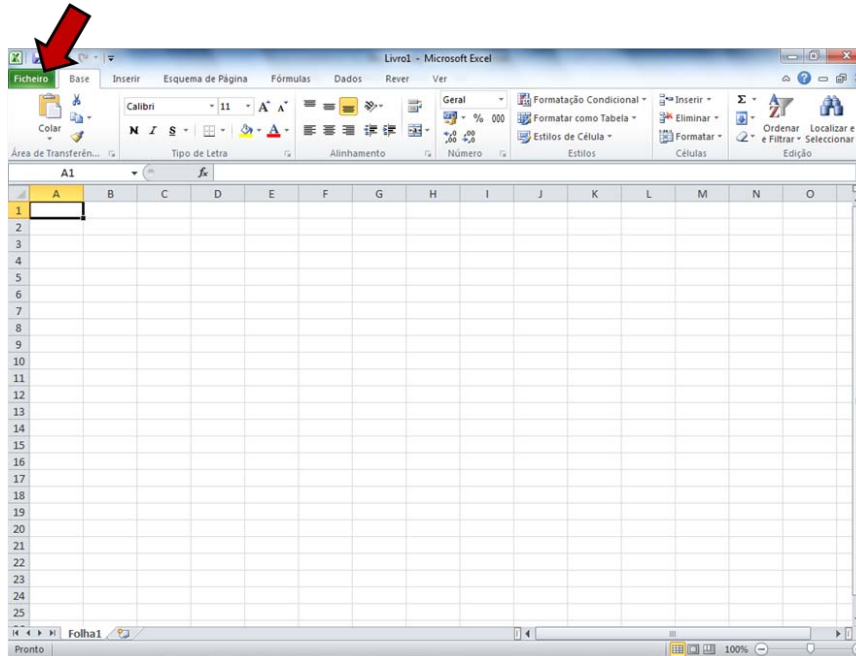 Livro1 - Microsoft Excel
Ficheiro Base Inserir Esquema de Página Fórmulas Dados Rever Ver
Calibri 11 A A Geral Formatação Condicional Inserir Σ
Colar % 000 Formatar como Tabela Eliminar Ordenar Localizar e
N I S A ,00 Estilos de Célula Formatar e Filtrar Seleccionar
Área de Transferên... Tipo de Letra Alinhamento Número Estilos Células Edição
A1 fx
A B C D E F G H I J K L M N O
1
2
3
4
5
6
7
8
9
10
11
12
13
14
15
16
17
18
19
20
21
22
23
24
25
Folha1
Pronto 100%